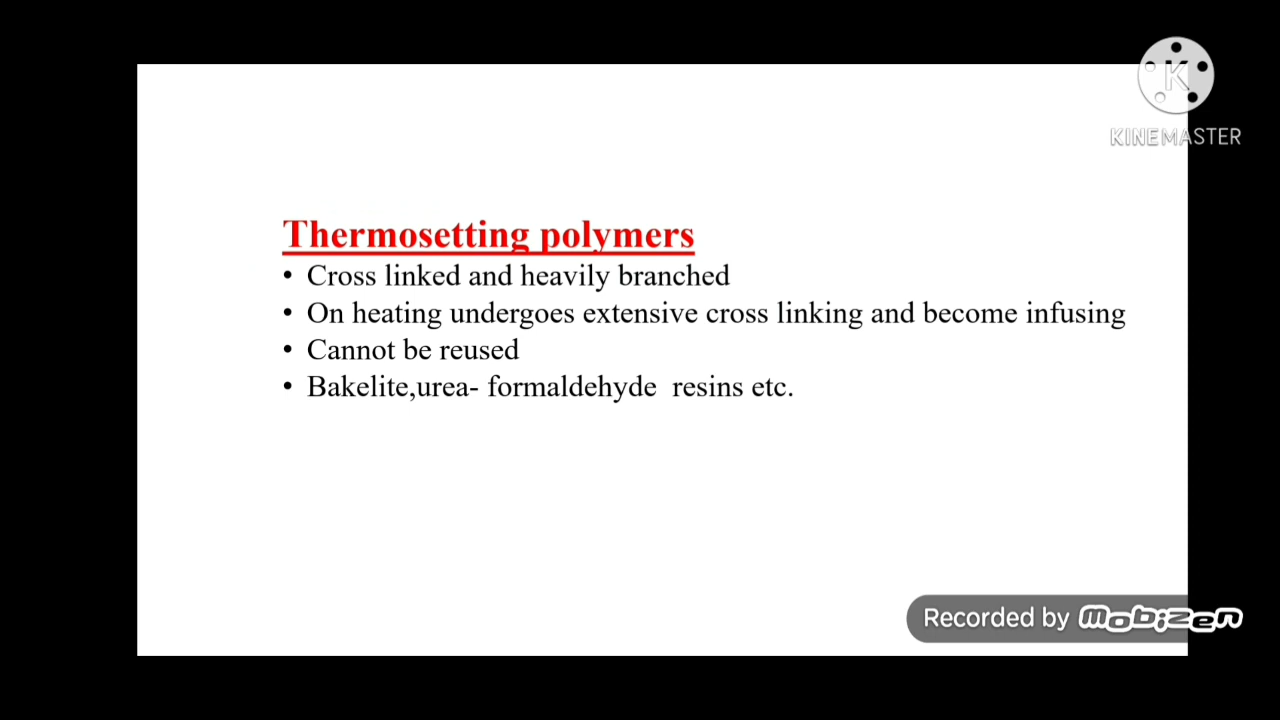 K
KINEMASTER
Thermosetting polymers
• Cross linked and heavily branched
• On heating undergoes extensive cross linking and become infusing
• Cannot be reused
• Bakelite,urea- formaldehyde  resins etc.
Recorded by mobizen